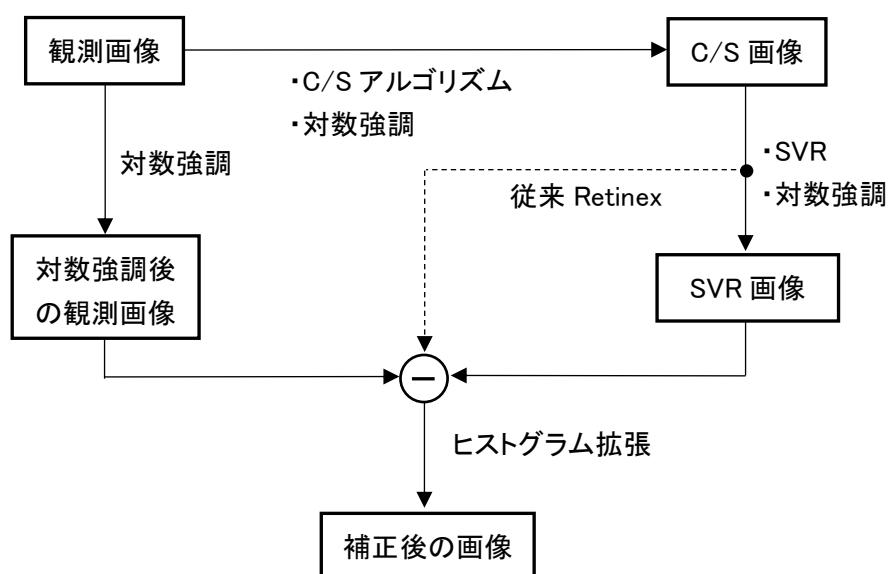 観測画像
C/S 画像
・C/S アルゴリズム
・対数強調
対数強調
・SVR
・対数強調
従来 Retinex
対数強調後
の観測画像
SVR 画像
−
ヒストグラム拡張
補正後の画像